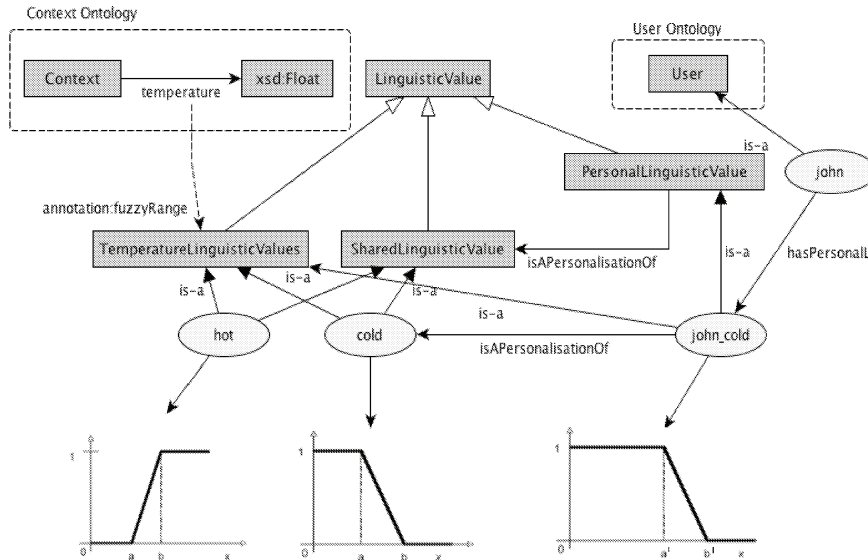 Context Ontology
User Ontology
Context
xsd:Float
LinguisticValue
User
temperature
is-a
PersonalLinguisticValue
john
annotation:fuzzyRange
TemperatureLinguisticValues
SharedLinguisticValue
isAPersonalisationOf
is-a
hasPersonalL
is-a
is-a
is-a
is-a
hot
cold
john_cold
isAPersonalisationOf
1
1
1
0
a
b
x
0
a
b
x
0
a'
b'
x